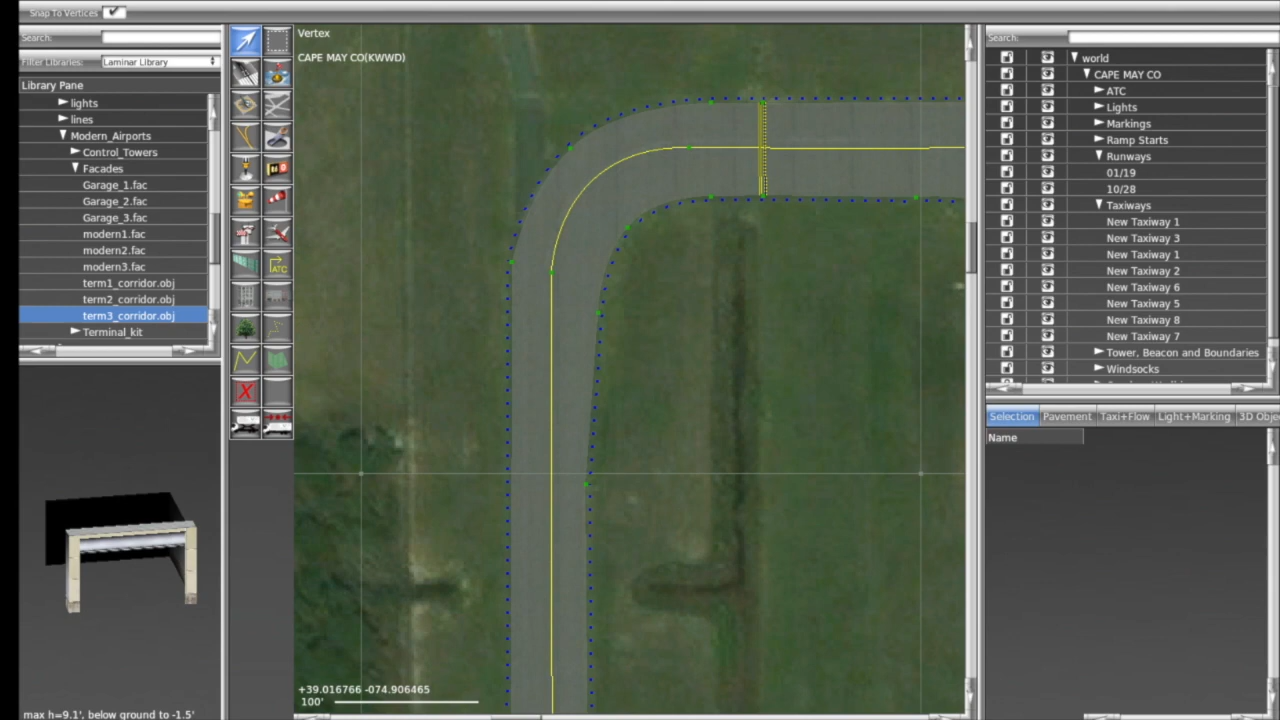 Snap To Vertices
Search:
Filter Libraries: Laminar Library
Library Pane
lights
lines
Modern_Airports
Control_Towers
Facades
Garage_1.fac
Garage_2.fac
Garage_3.fac
modern1.fac
modern2.fac
modern3.fac
term1_corridor.obj
term2_corridor.obj
term3_corridor.obj
Terminal_kit
max h=9.1', below ground to -1.5'
ATC
Vertex
CAPE MAY CO(KWWD)
+39.016766 -074.906465
100'
Search:
world
CAPE MAY CO
ATC
Lights
Markings
Ramp Starts
Runways
01/19
10/28
Taxiways
New Taxiway 1
New Taxiway 3
New Taxiway 1
New Taxiway 2
New Taxiway 6
New Taxiway 5
New Taxiway 8
New Taxiway 7
Tower, Beacon and Boundaries
Windsocks
Selection Pavement Taxi+Flow Light+Marking 3D Obje
Name